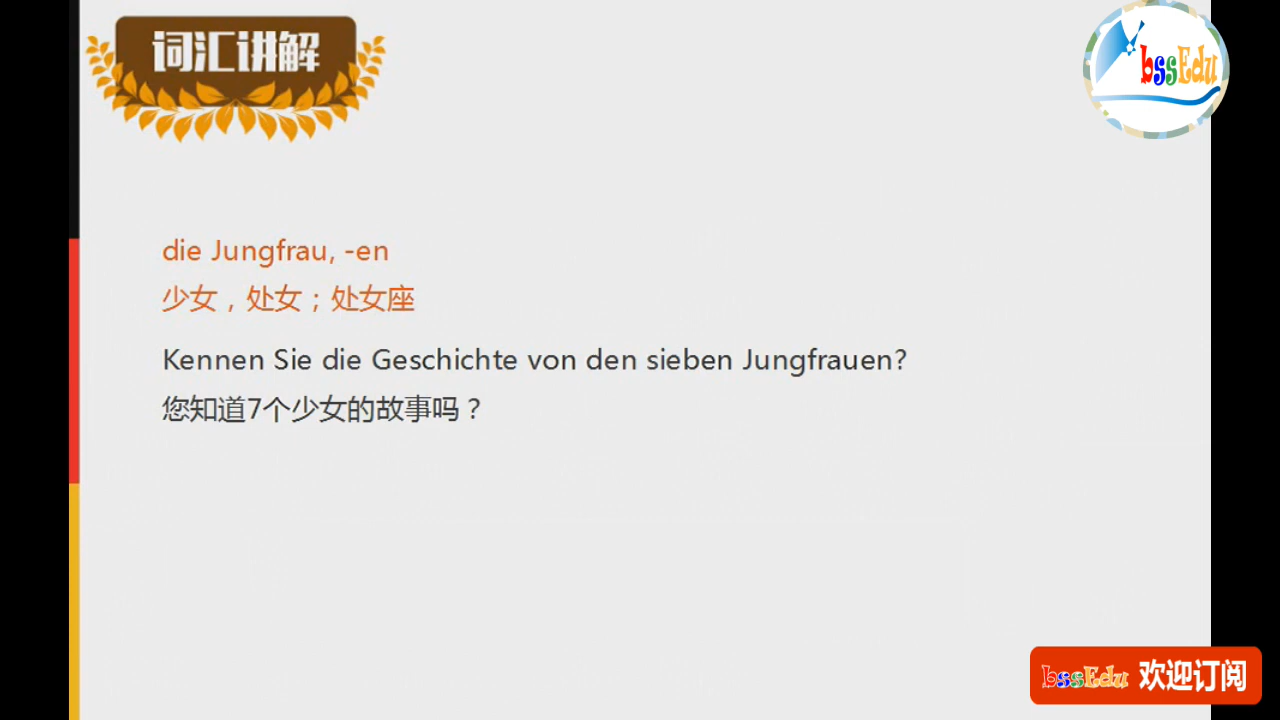 词汇讲解
bssEdu
die Jungfrau, -en
少女，处女；处女座
Kennen Sie die Geschichte von den sieben Jungfrauen?
您知道7个少女的故事吗？
bssEdu 欢迎订阅